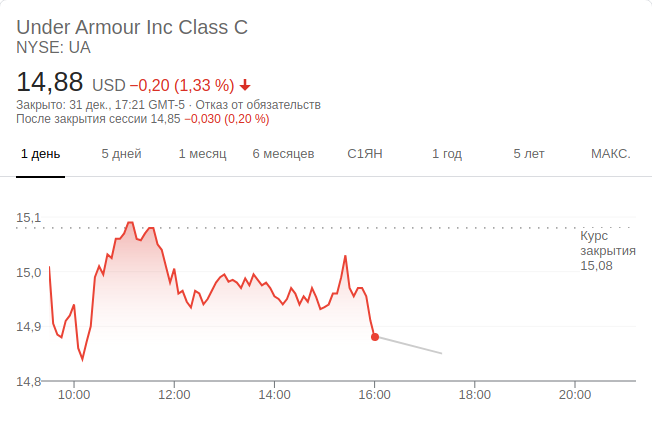 Under Armour Inc Class C
NYSE: UA
14,88 USD −0,20 (1,33 %)
Закрыто: 31 дек., 17:21 GMT-5 · Отказ от обязательств
После закрытия сессии 14,85 −0,030 (0,20 %)
1 день 5 дней 1 месяц 6 месяцев С1ЯН 1 год 5 лет МАКС.
15,1
Курс
закрытия
15,08
15,0
14,9
14,8
10:00 12:00 14:00 16:00 18:00 20:00